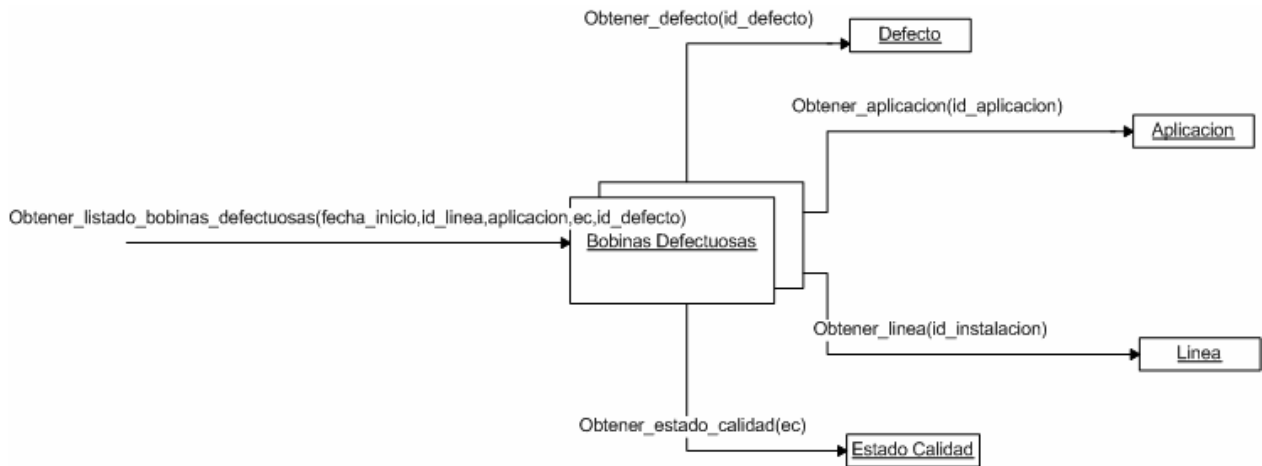 Obtener_defecto(id_defecto)
Defecto
Obtener_aplicacion(id_aplicacion)
Aplicacion
Obtener_listado_bobinas_defectuosas(fecha_inicio,id_linea,aplicacion,ec,id_defecto)
Bobinas Defectuosas
Obtener_linea(id_instalacion)
Linea
Obtener_estado_calidad(ec)
Estado Calidad